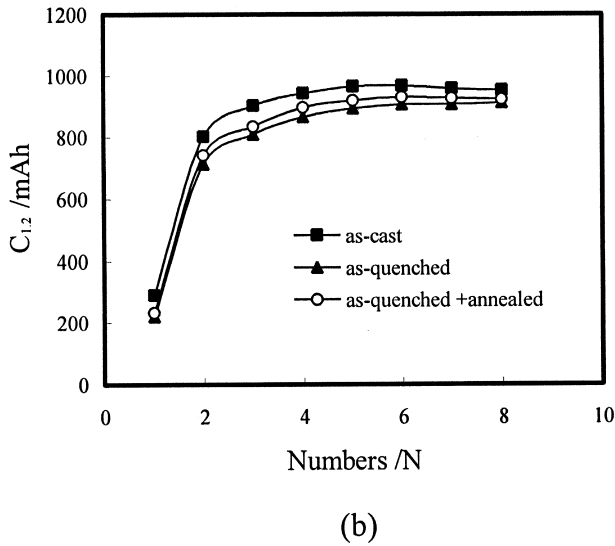 1200
1000
800
600
400
200
0
C1.2 /mAh
as-cast
as-quenched
as-quenched +annealed
0 2 4 6 8 10
Numbers /N
(b)